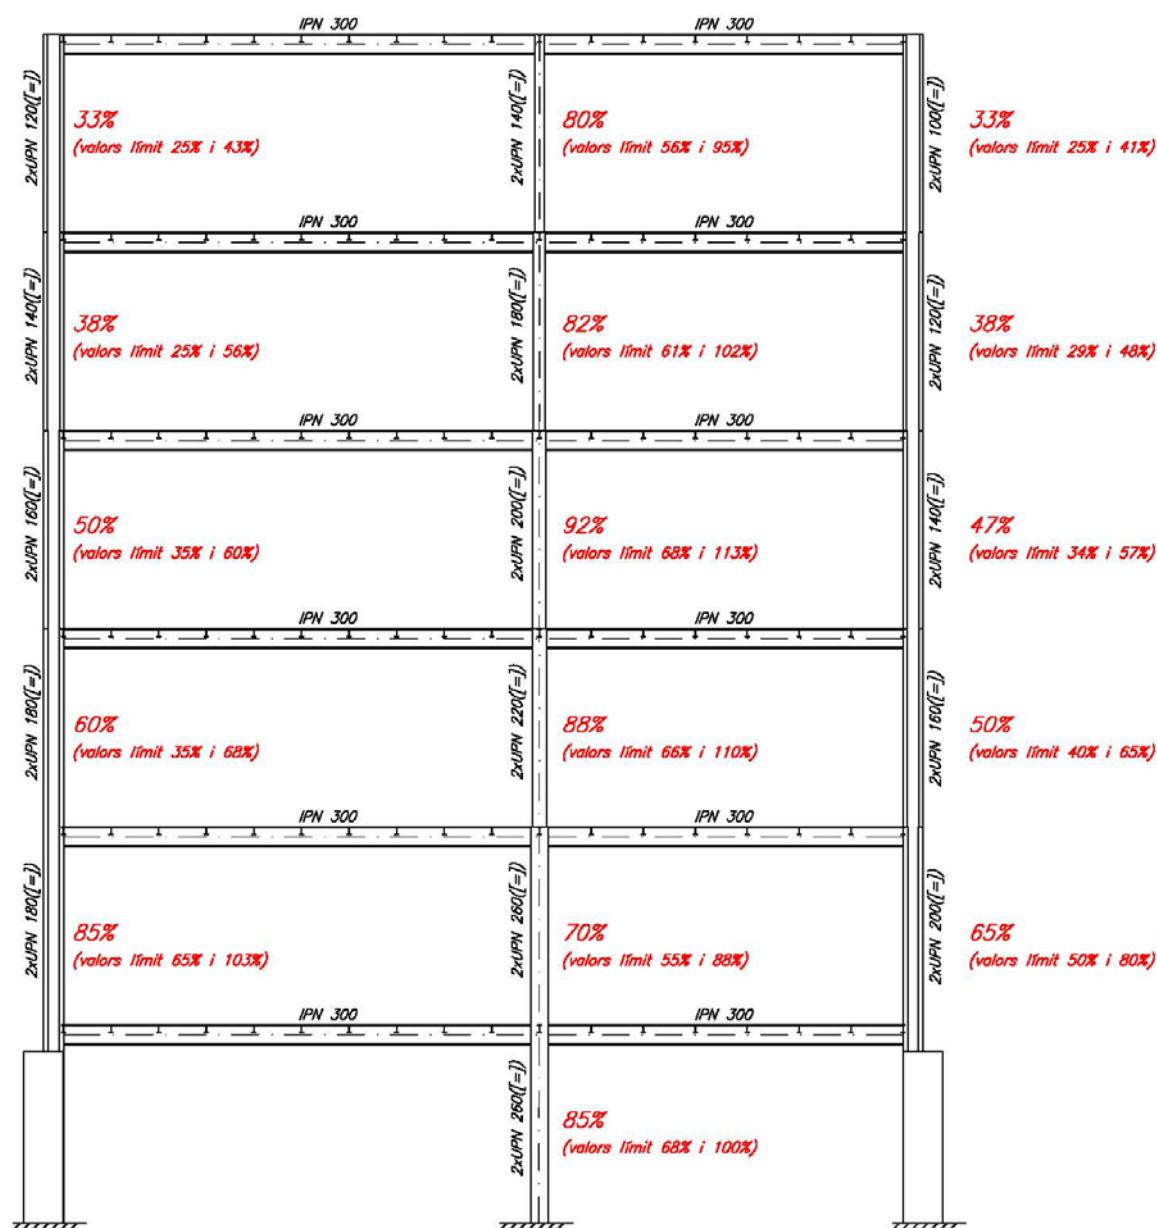 IPN 300
IPN 300
2xUPN 120([=])
33%
(valors límit 25% i 43%)
2xUPN 140([=])
80%
(valors límit 56% i 95%)
2xUPN 100([=])
33%
(valors límit 25% i 41%)
IPN 300
IPN 300
2xUPN 140([=])
38%
(valors límit 25% i 56%)
2xUPN 180([=])
82%
(valors límit 61% i 102%)
2xUPN 120([=])
38%
(valors límit 29% i 48%)
IPN 300
IPN 300
2xUPN 160([=])
50%
(valors límit 35% i 60%)
2xUPN 200([=])
92%
(valors límit 68% i 113%)
2xUPN 140([=])
47%
(valors límit 34% i 57%)
IPN 300
IPN 300
2xUPN 180([=])
60%
(valors límit 35% i 68%)
2xUPN 220([=])
88%
(valors límit 66% i 110%)
2xUPN 160([=])
50%
(valors límit 40% i 65%)
IPN 300
IPN 300
2xUPN 180([=])
85%
(valors límit 65% i 103%)
2xUPN 260([=])
70%
(valors límit 55% i 88%)
2xUPN 200([=])
65%
(valors límit 50% i 80%)
IPN 300
IPN 300
2xUPN 260([=])
85%
(valors límit 68% i 100%)